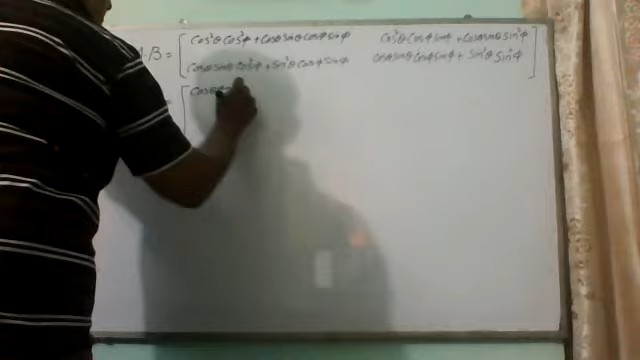 A·B = [ cos²θ cos²φ + cosθ sinθ cosφ sinφ cos²θ cosφ sinφ + cosθ sinθ sin²φ
cosθ sinθ cos²φ + sin²θ cosφ sinφ cosθ sinθ cosφ sinφ + sin²θ sin²φ ]
= [ cosθ